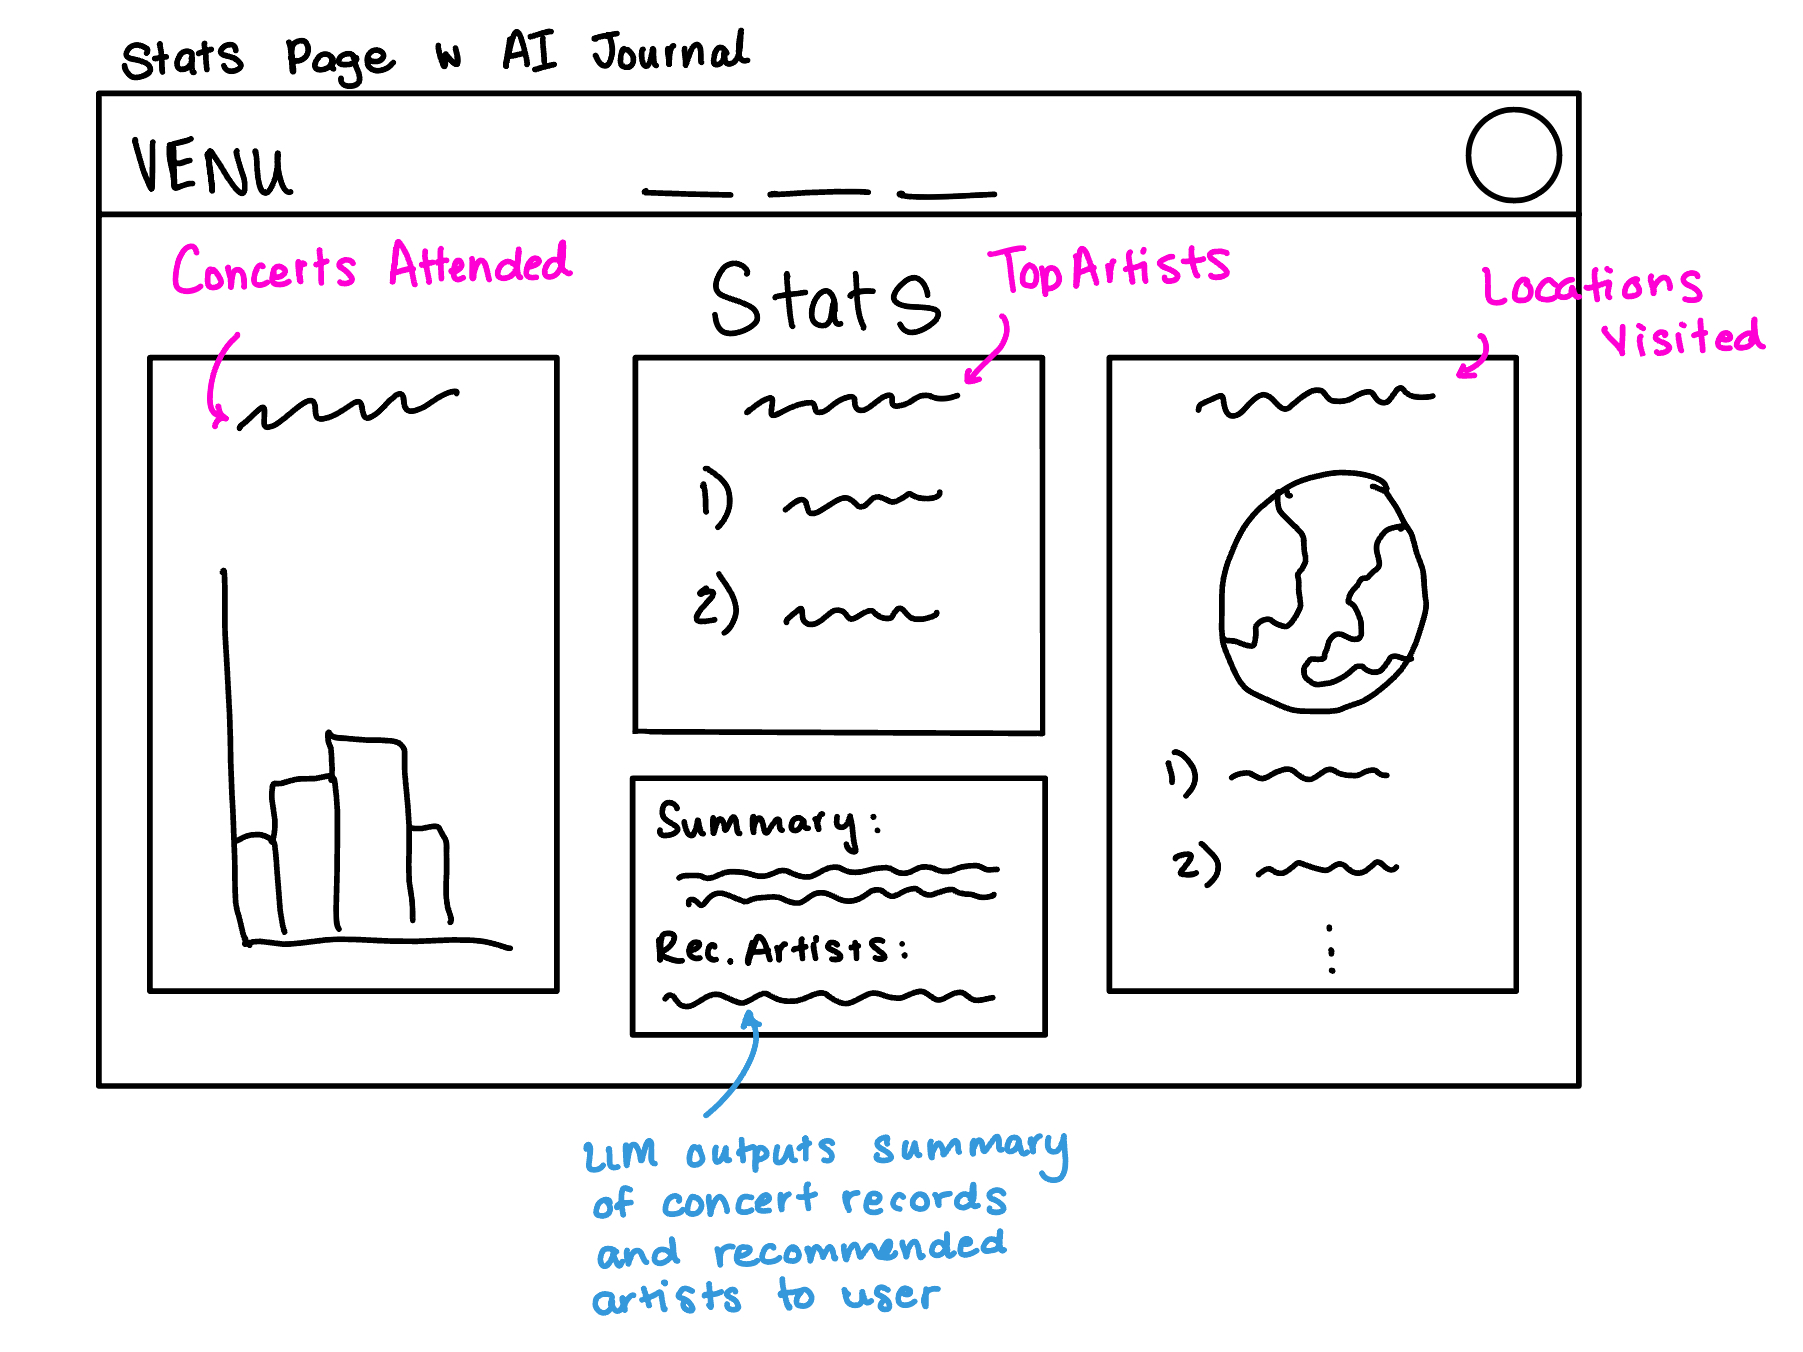 Stats Page w AI Journal
VENU
Concerts Attended
Stats
Top Artists
Locations
Visited
1)
2)
Summary:
Rec. Artists:
1)
2)
LLM outputs summary
of concert records
and recommended
artists to user